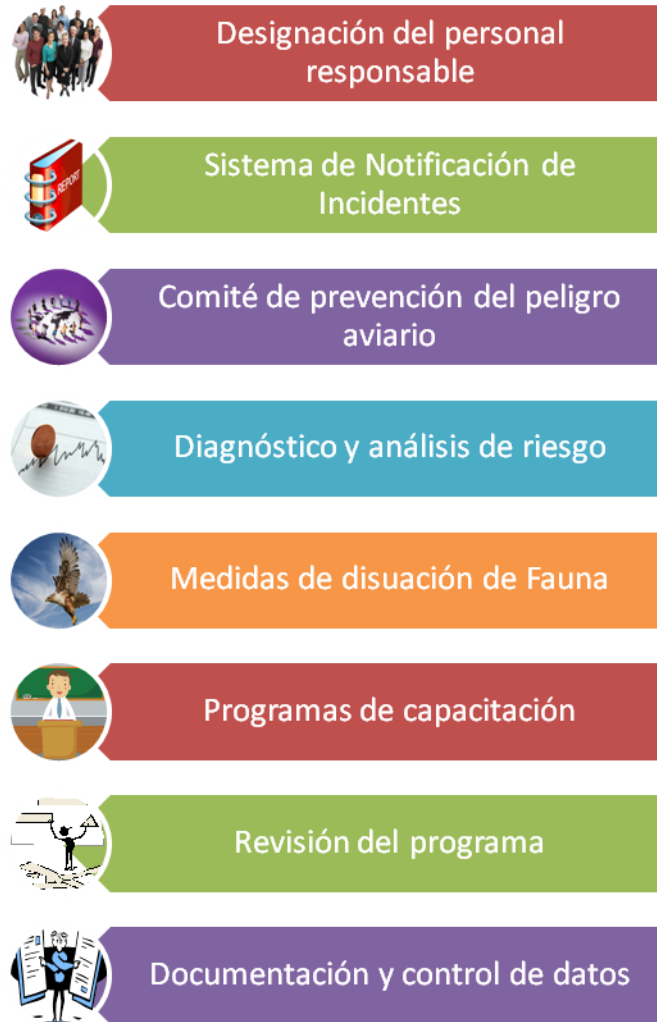 Designación del personal
responsable
REPORT
Sistema de Notificación de
Incidentes
Comité de prevención del peligro
aviario
Diagnóstico y análisis de riesgo
Medidas de disuación de Fauna
Programas de capacitación
Revisión del programa
Documentación y control de datos